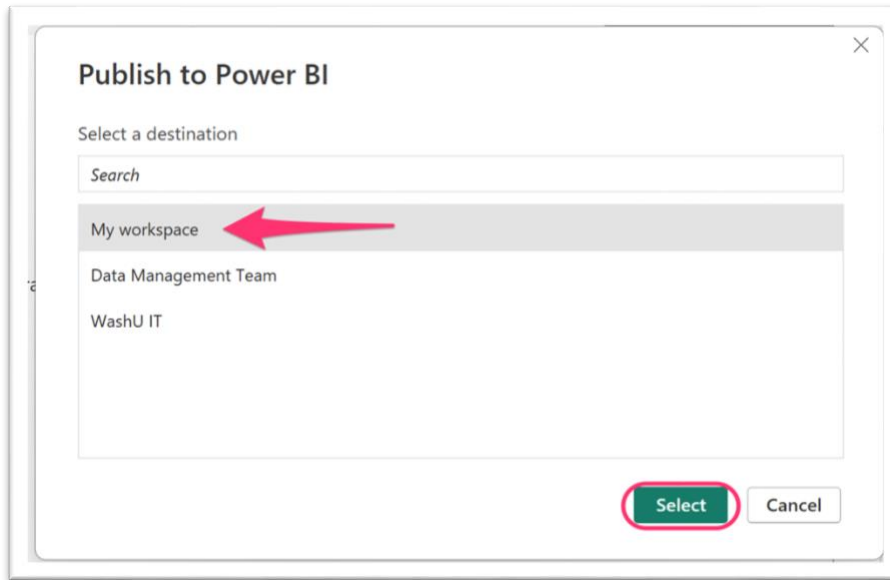 Publish to Power BI
Select a destination
Search
My workspace
Data Management Team
WashU IT
Select Cancel